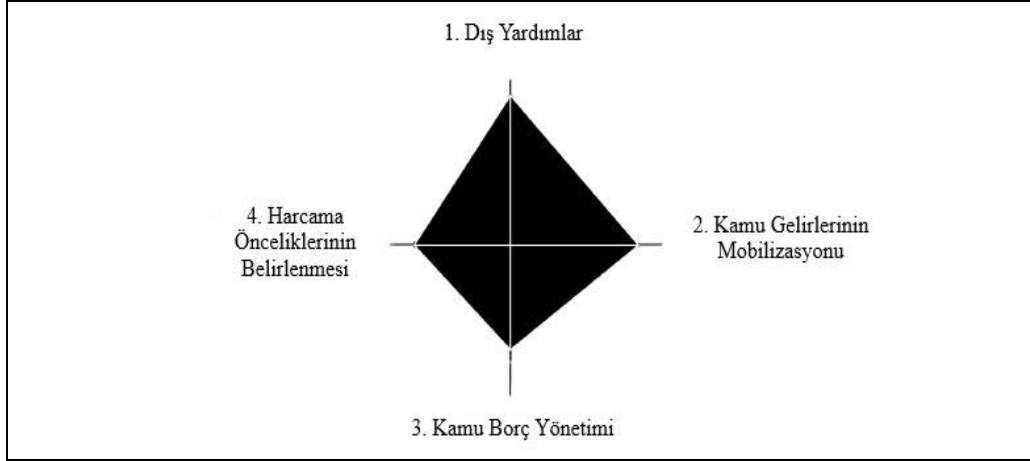 1. Dış Yardımlar
4. Harcama
Önceliklerinin
Belirlenmesi
2. Kamu Gelirlerinin
Mobilizasyonu
3. Kamu Borç Yönetimi